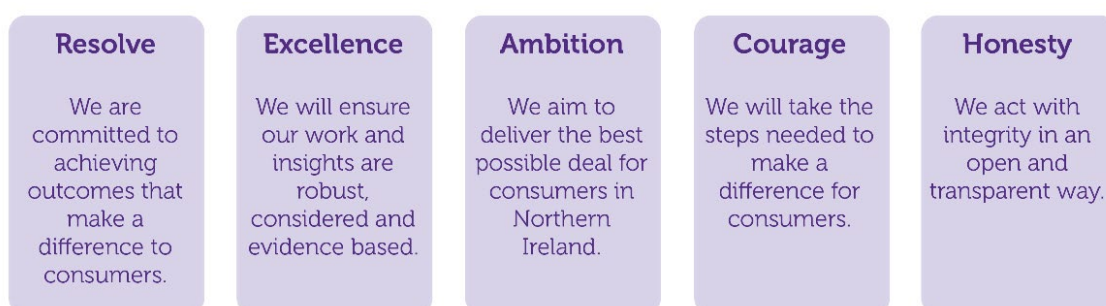 Resolve
We are
committed to
achieving
outcomes that
make a
difference to
consumers.
Excellence
We will ensure
our work and
insights are
robust,
considered and
evidence based.
Ambition
We aim to
deliver the best
possible deal for
consumers in
Northern
Ireland.
Courage
We will take the
steps needed to
make a
difference for
consumers.
Honesty
We act with
integrity in an
open and
transparent way.